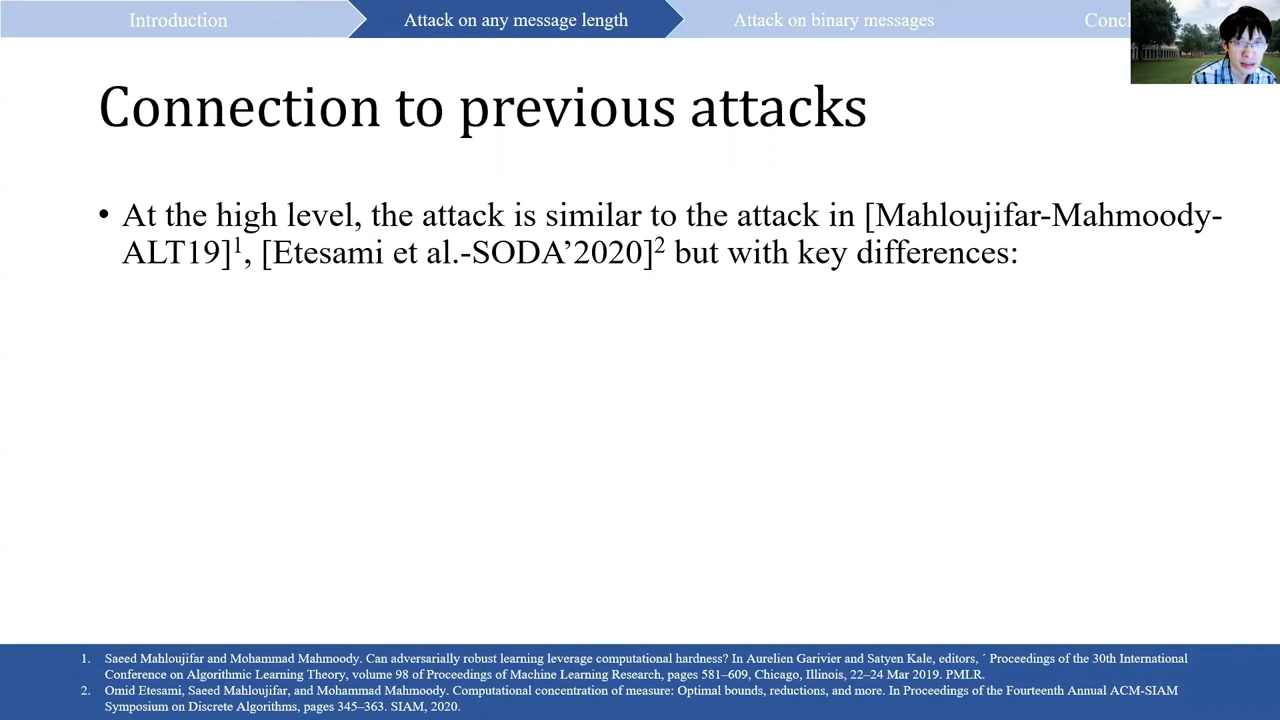 Introduction
Attack on any message length
Attack on binary messages
Connection to previous attacks
• At the high level, the attack is similar to the attack in [Mahloujifar-Mahmoody-
ALT19]1, [Etesami et al.-SODA’2020]2 but with key differences:
1. Saeed Mahloujifar and Mohammad Mahmoody. Can adversarially robust learning leverage computational hardness? In Aurelien Garivier and Satyen Kale, editors, ´ Proceedings of the 30th International
Conference on Algorithmic Learning Theory, volume 98 of Proceedings of Machine Learning Research, pages 581–609, Chicago, Illinois, 22–24 Mar 2019. PMLR.
2. Omid Etesami, Saeed Mahloujifar, and Mohammad Mahmoody. Computational concentration of measure: Optimal bounds, reductions, and more. In Proceedings of the Fourteenth Annual ACM-SIAM
Symposium on Discrete Algorithms, pages 345–363. SIAM, 2020.